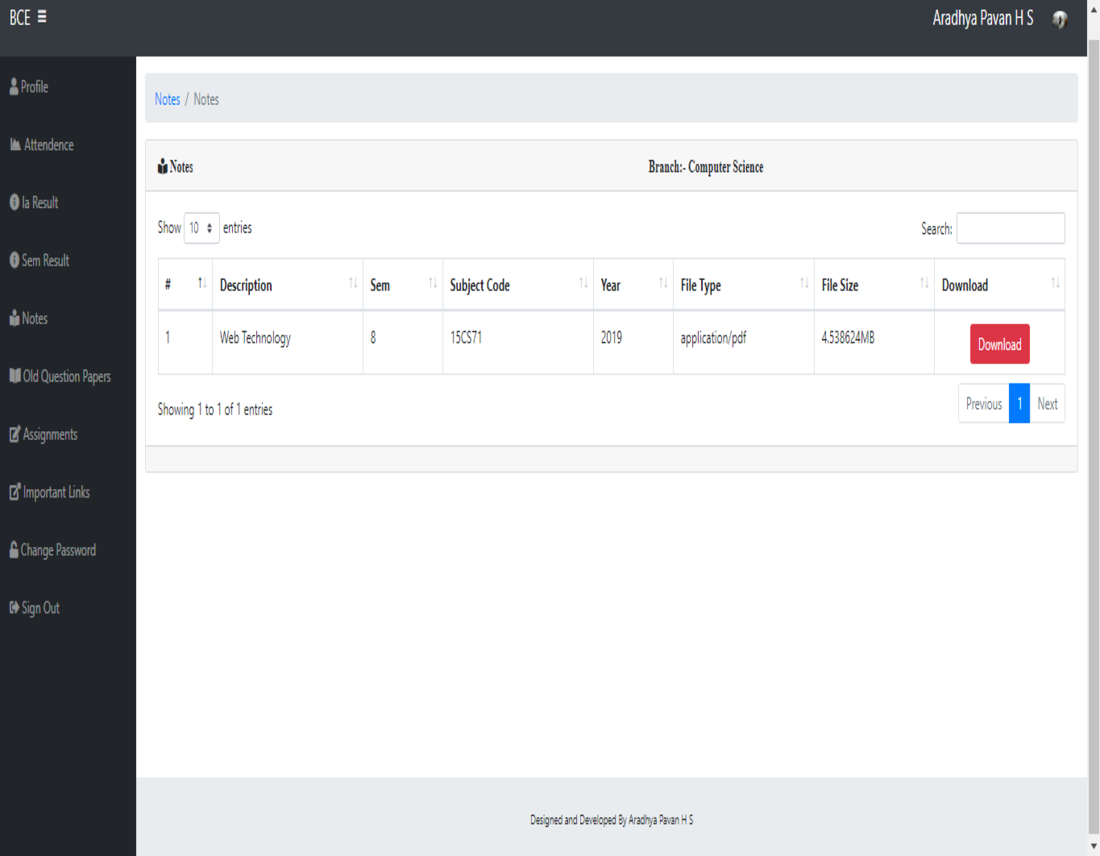 BCE
Aradhya Pavan H S
Profile
Attendence
Ia Result
Sem Result
Notes
Old Question Papers
Assignments
Important Links
Change Password
Sign Out
Notes / Notes
Notes Branch:- Computer Science
Show 10 entries Search:
# Description Sem Subject Code Year File Type File Size Download
1 Web Technology 8 15CS71 2019 application/pdf 4.538624MB Download
Showing 1 to 1 of 1 entries Previous 1 Next
Designed and Developed By Aradhya Pavan H S